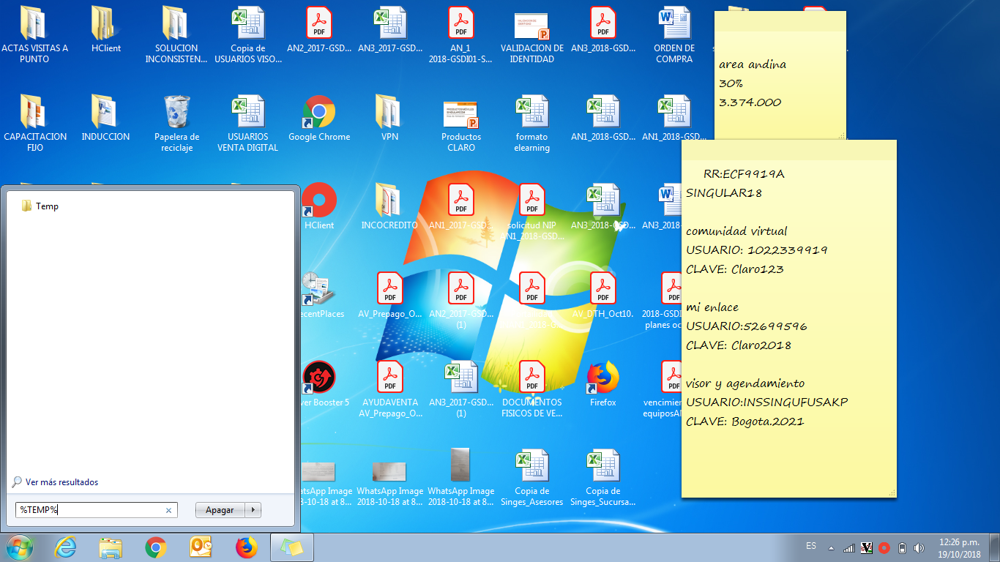 ACTAS VISITAS A PUNTO
HClient
SOLUCION INCONSISTEN...
Copia de USUARIOS VISO...
AN2_2017-GSD...
AN3_2017-GSD...
AN_1 2018-GSDI01-S...
VALIDACION DE IDENTIDAD
AN3_2018-GSD...
ORDEN DE COMPRA
area andina
30%
3.374.000
CAPACITACION FIJO
INDUCCION
Papelera de reciclaje
USUARIOS VENTA DIGITAL
Google Chrome
VPN
Productos CLARO
formato elearning
AN1_2018-GSD...
AN1_2018-GSD...
RR:ECF9919A
SINGULAR18
comunidad virtual
USUARIO: 1022339919
CLAVE: Claro123
mi enlace
USUARIO:52699596
CLAVE: Claro2018
visor y agendamiento
USUARIO:INSSINGUFUSAKP
CLAVE: Bogota.2021
HClient
INCOCREDITO
AN1_2017-GSD...
solicitud NIP AN1_2018-GSD...
AN3_2018-GSD...
AN3_2018-
ecentPlaces
AV_Prepago_O...
AN2_2017-GSD... (1)
AV_DTH_Oct10.
2018-GSDI
planes oc
ver Booster 5
AYUDAVENTA AV_Prepago_O...
AN3_2017-GSD... (1)
DOCUMENTOS FISICOS DE VE...
Firefox
vencimien
equiposA
atsApp Image
18-10-18 at 8...
WhatsApp Image 2018-10-18 at 8...
WhatsApp Image 2018-10-18 at 8...
Copia de Singes_Asesores
Copia de Singes_Sucursa...
Temp
Ver más resultados
%TEMP%
Apagar
ES
12:26 p.m.
19/10/2018